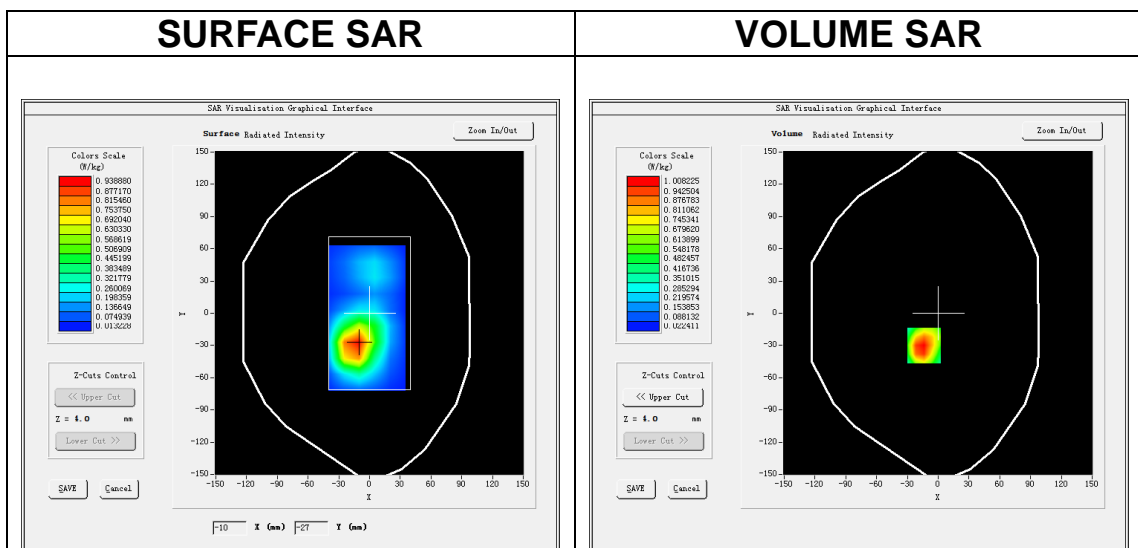 SURFACE SAR
VOLUME SAR
SAR Visualisation Graphical Interface
Surface Radiated Intensity
Zoom In/Out
Colors Scale
(W/kg)
0.938880
0.877170
0.815460
0.753750
0.692040
0.630330
0.568619
0.506909
0.445199
0.383489
0.321779
0.260069
0.198359
0.136649
0.074939
0.013228
Z-Cuts Control
<< Upper Cut
Z = 4.0 mm
Lower Cut >>
SAVE Cancel
150
120
90
60
30
0
-30
-60
-90
-120
-150
Y
-150 -120 -90 -60 -30 0 30 60 90 120 150
X
-10 X (mm) -27 Y (mm)
SAR Visualisation Graphical Interface
Volume Radiated Intensity
Zoom In/Out
Colors Scale
(W/kg)
1.008225
0.942504
0.876783
0.811062
0.745341
0.679620
0.613899
0.548178
0.482457
0.416736
0.351015
0.285294
0.219574
0.153853
0.088132
0.022411
Z-Cuts Control
<< Upper Cut
Z = 4.0 mm
Lower Cut >>
SAVE Cancel
150
120
90
60
30
0
-30
-60
-90
-120
-150
Y
-150 -120 -90 -60 -30 0 30 60 90 120 150
X